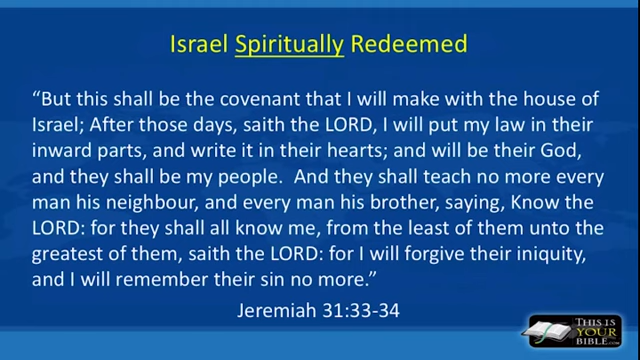 Israel Spiritually Redeemed
“But this shall be the covenant that I will make with the house of
Israel; After those days, saith the LORD, I will put my law in their
inward parts, and write it in their hearts; and will be their God,
and they shall be my people.  And they shall teach no more every
man his neighbour, and every man his brother, saying, Know the
LORD: for they shall all know me, from the least of them unto the
greatest of them, saith the LORD: for I will forgive their iniquity,
and I will remember their sin no more.”
Jeremiah 31:33-34
THIS IS
YOUR
BIBLE.com